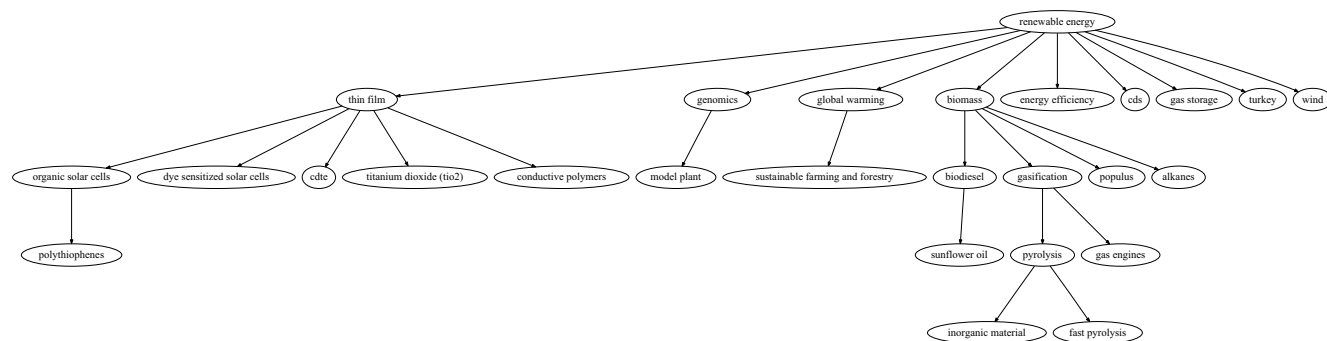 renewable energy
thin film
genomics
global warming
biomass
energy efficiency
cds
gas storage
turkey
wind
organic solar cells
dye sensitized solar cells
cdte
titanium dioxide (tio2)
conductive polymers
model plant
sustainable farming and forestry
biodiesel
gasification
populus
alkanes
polythiophenes
sunflower oil
pyrolysis
gas engines
inorganic material
fast pyrolysis